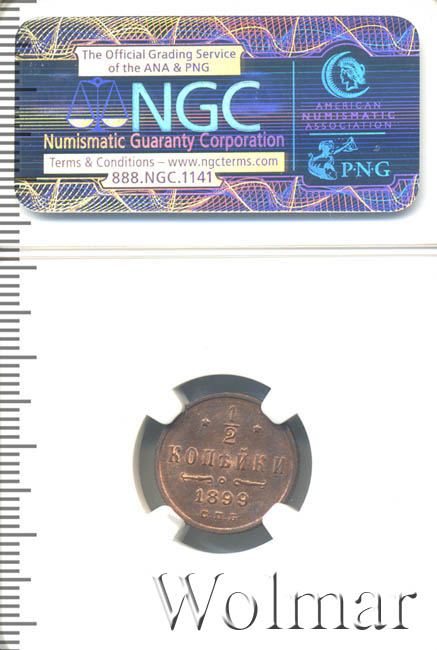 The Official Grading Service
of the ANA & PNG
NGC
Numismatic Guaranty Corporation
Terms & Conditions – www.ngcterms.com
888.NGC.1141
AMERICAN
NUMISMATIC
ASSOCIATION
P·N·G
1/2
КОПѢЙКИ
1899
С.П.Б.
Wolmar